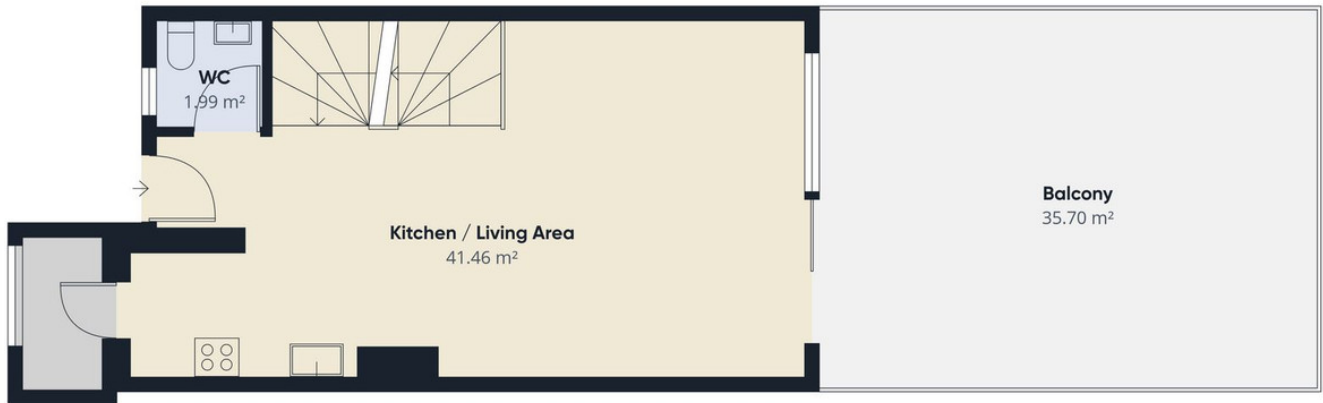 WC
1.99 m²
Kitchen / Living Area
41.46 m²
Balcony
35.70 m²